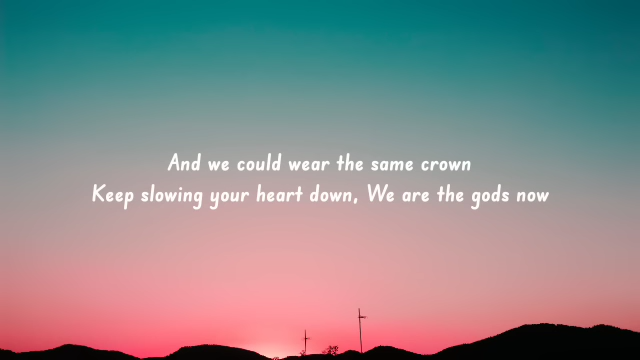 And we could wear the same crown
Keep slowing your heart down, We are the gods now